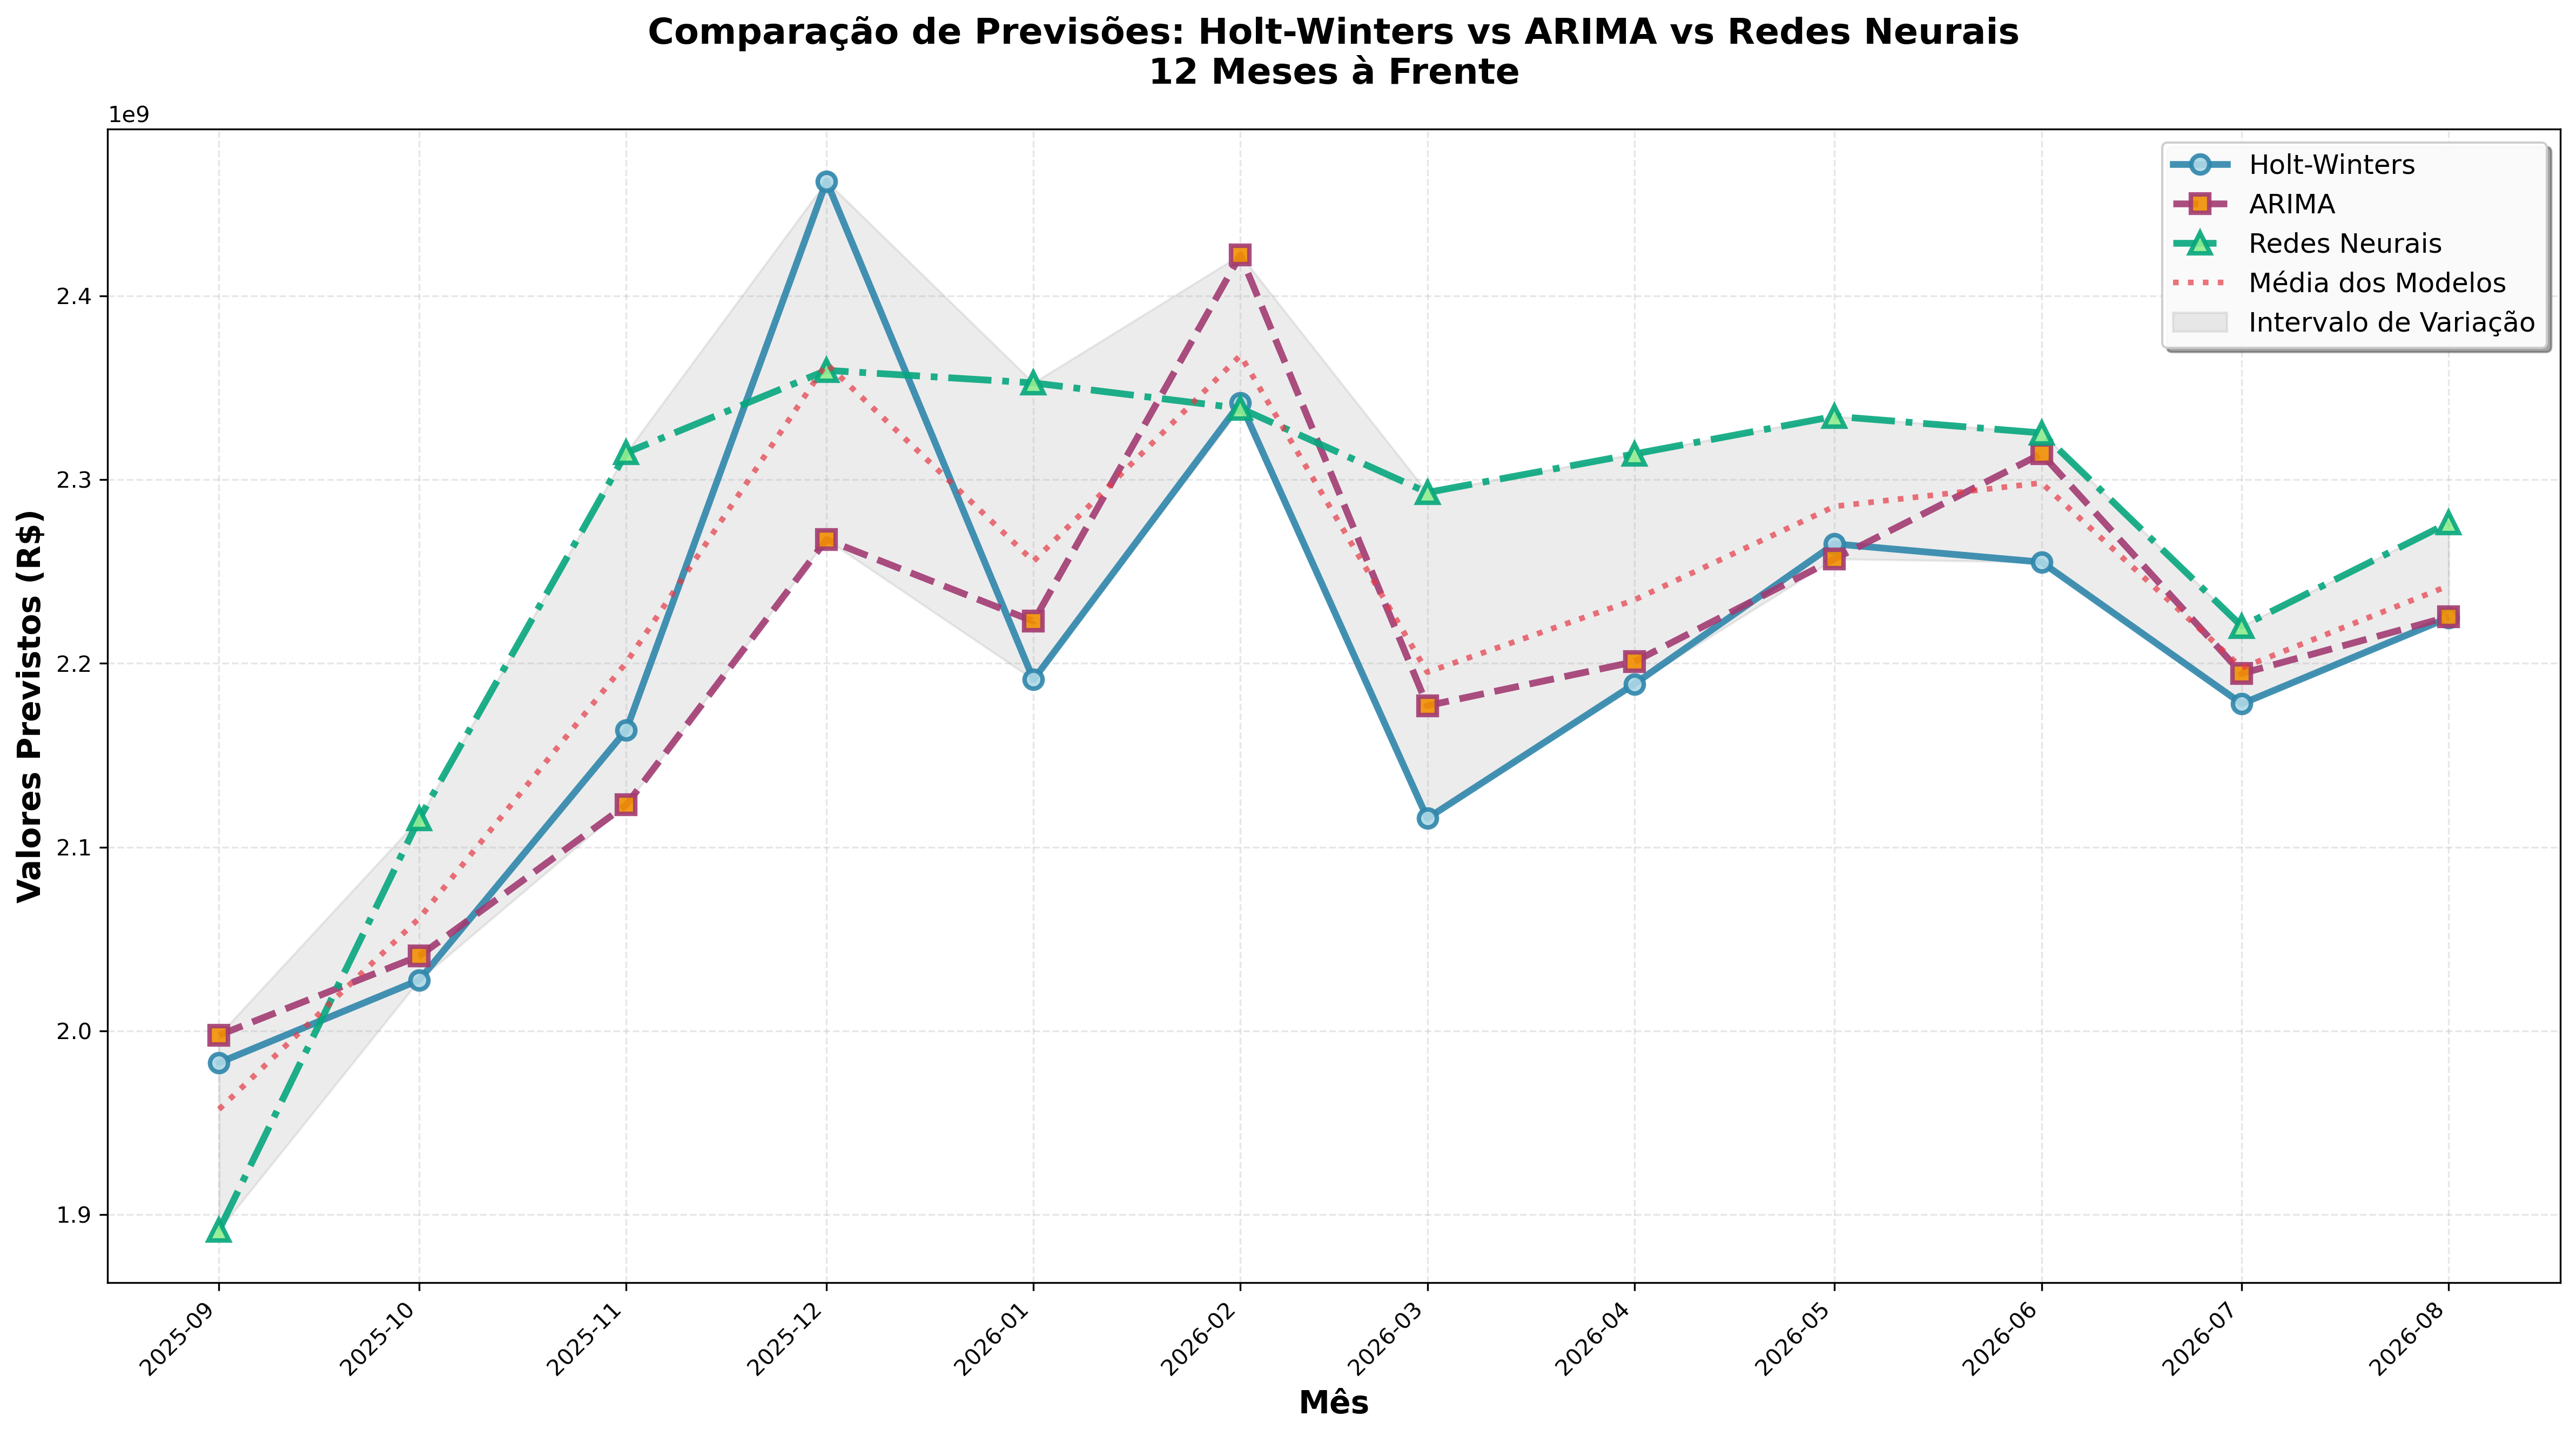 Comparação de Previsões: Holt-Winters vs ARIMA vs Redes Neurais
12 Meses à Frente
1e9
Holt-Winters
ARIMA
Redes Neurais
Média dos Modelos
Intervalo de Variação
Valores Previstos (R$)
2.4
2.3
2.2
2.1
2.0
1.9
2025-09
2025-10
2025-11
2025-12
2026-01
2026-02
2026-03
2026-04
2026-05
2026-06
2026-07
2026-08
Mês